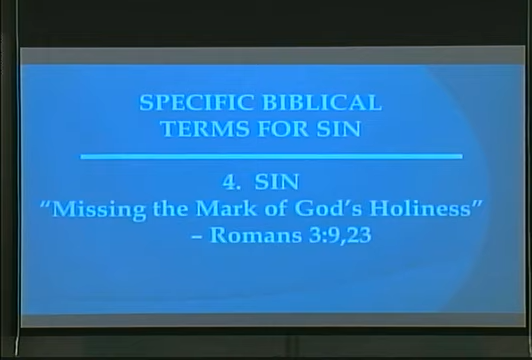 SPECIFIC BIBLICAL
TERMS FOR SIN
4. SIN
“Missing the Mark of God’s Holiness”
– Romans 3:9,23